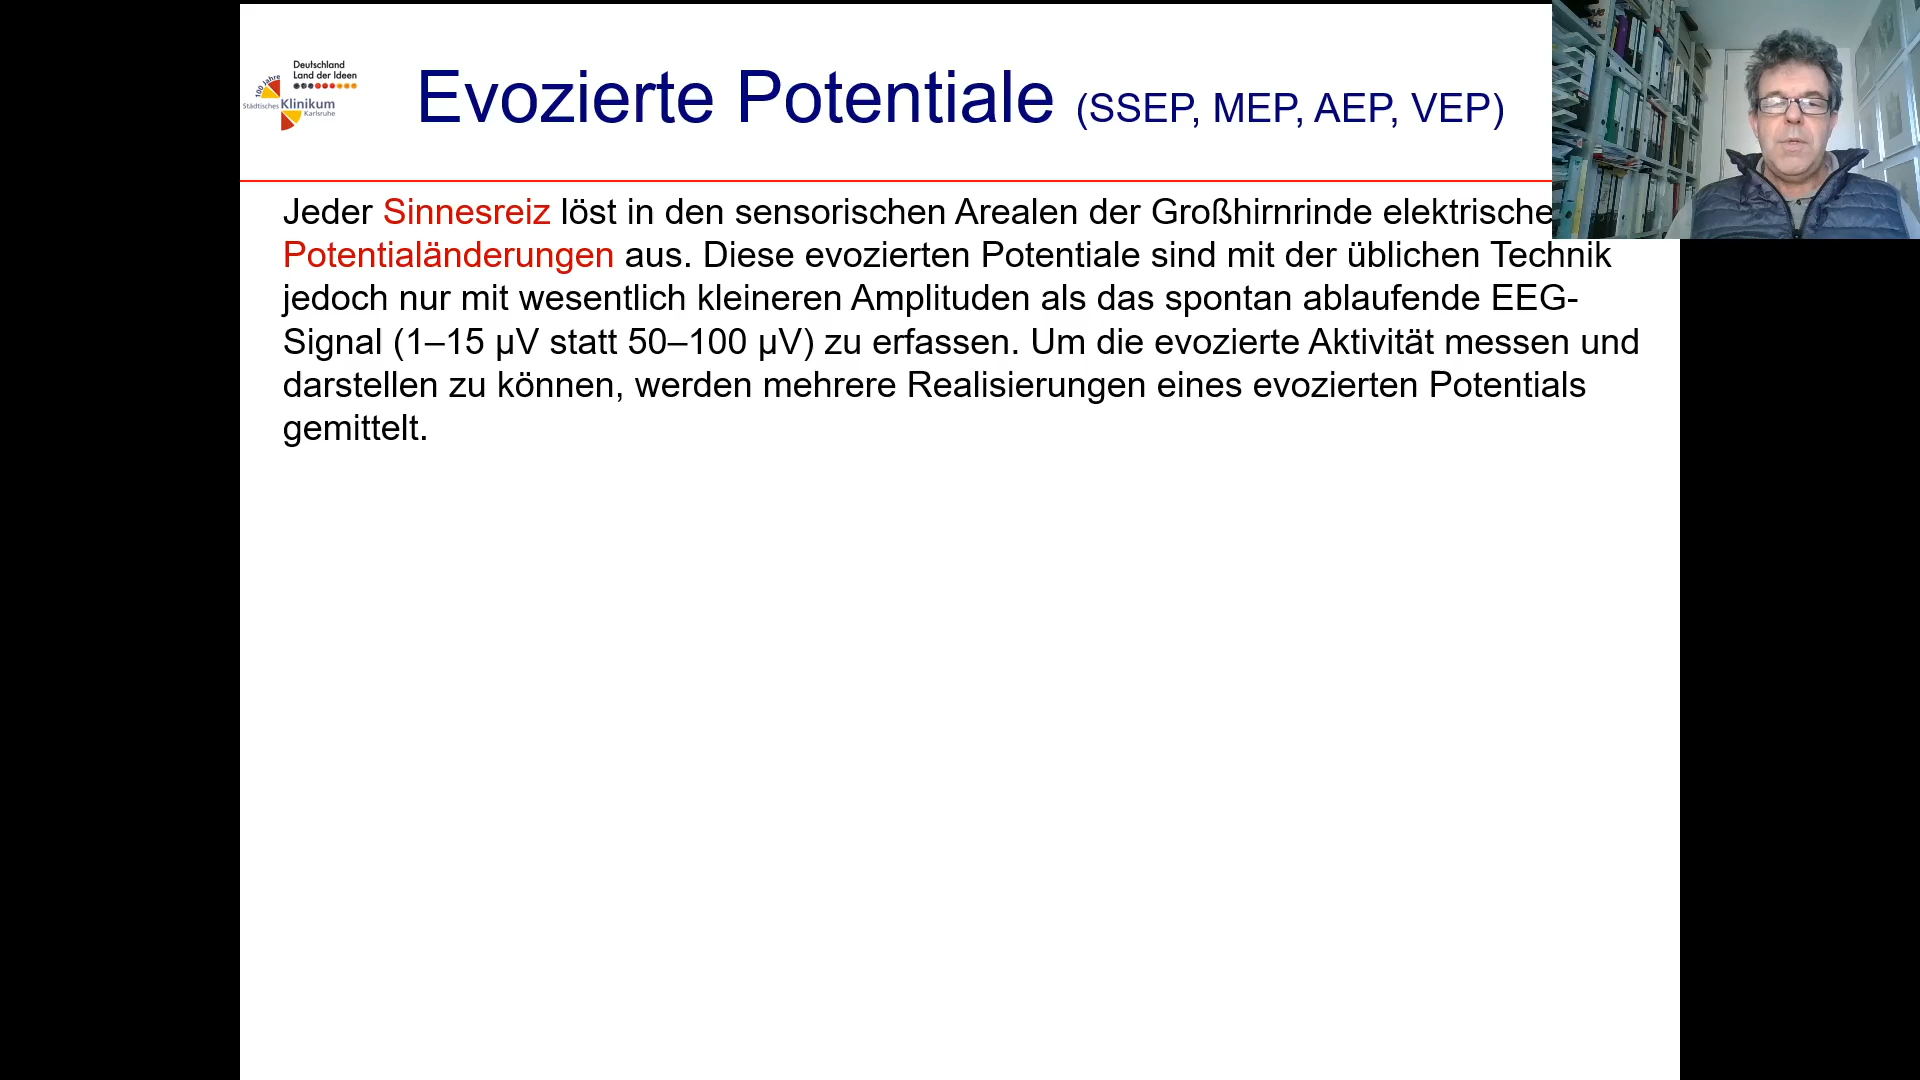 Deutschland
Land der Ideen
100 Jahre
Städtisches Klinikum
Karlsruhe
Evozierte Potentiale (SSEP, MEP, AEP, VEP)
Jeder Sinnesreiz löst in den sensorischen Arealen der Großhirnrinde elektrische
Potentialänderungen aus. Diese evozierten Potentiale sind mit der üblichen Technik
jedoch nur mit wesentlich kleineren Amplituden als das spontan ablaufende EEG-
Signal (1–15 μV statt 50–100 μV) zu erfassen. Um die evozierte Aktivität messen und
darstellen zu können, werden mehrere Realisierungen eines evozierten Potentials
gemittelt.